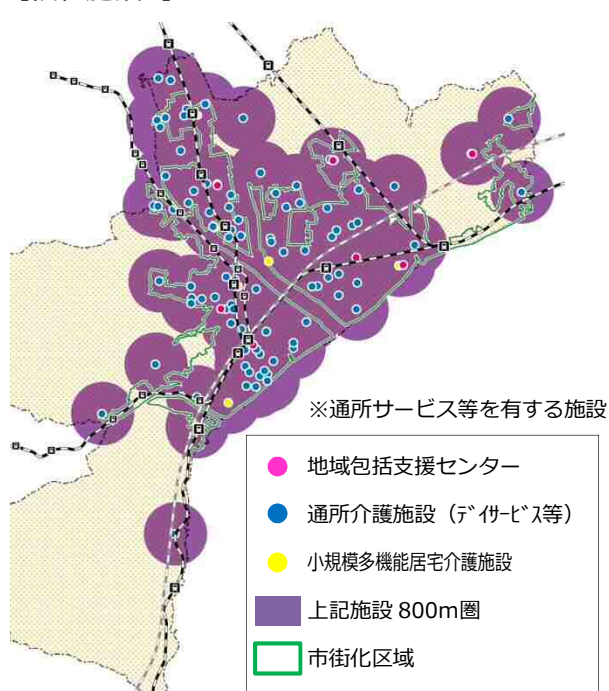 ※通所サービス等を有する施設
地域包括支援センター
通所介護施設（ﾃﾞｲｻｰﾋﾞｽ等）
小規模多機能居宅介護施設
上記施設 800m圏
市街化区域